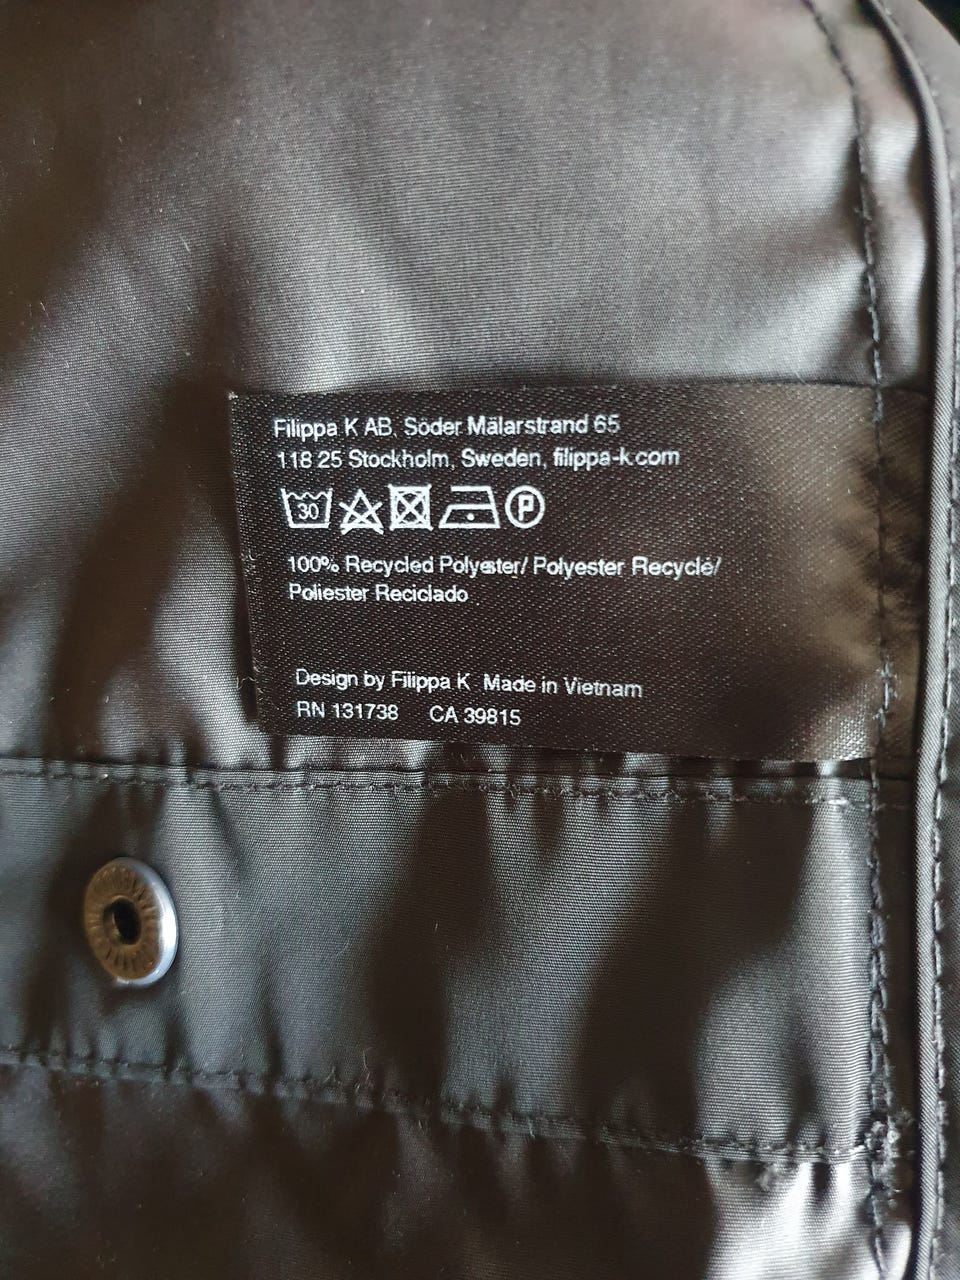 Filippa K AB, Söder Mälarstrand 65
118 25 Stockholm, Sweden, filippa-k.com
30 P
100% Recycled Polyester/ Polyester Recyclé/
Poliester Reciclado
Design by Filippa K Made in Vietnam
RN 131738 CA 39815